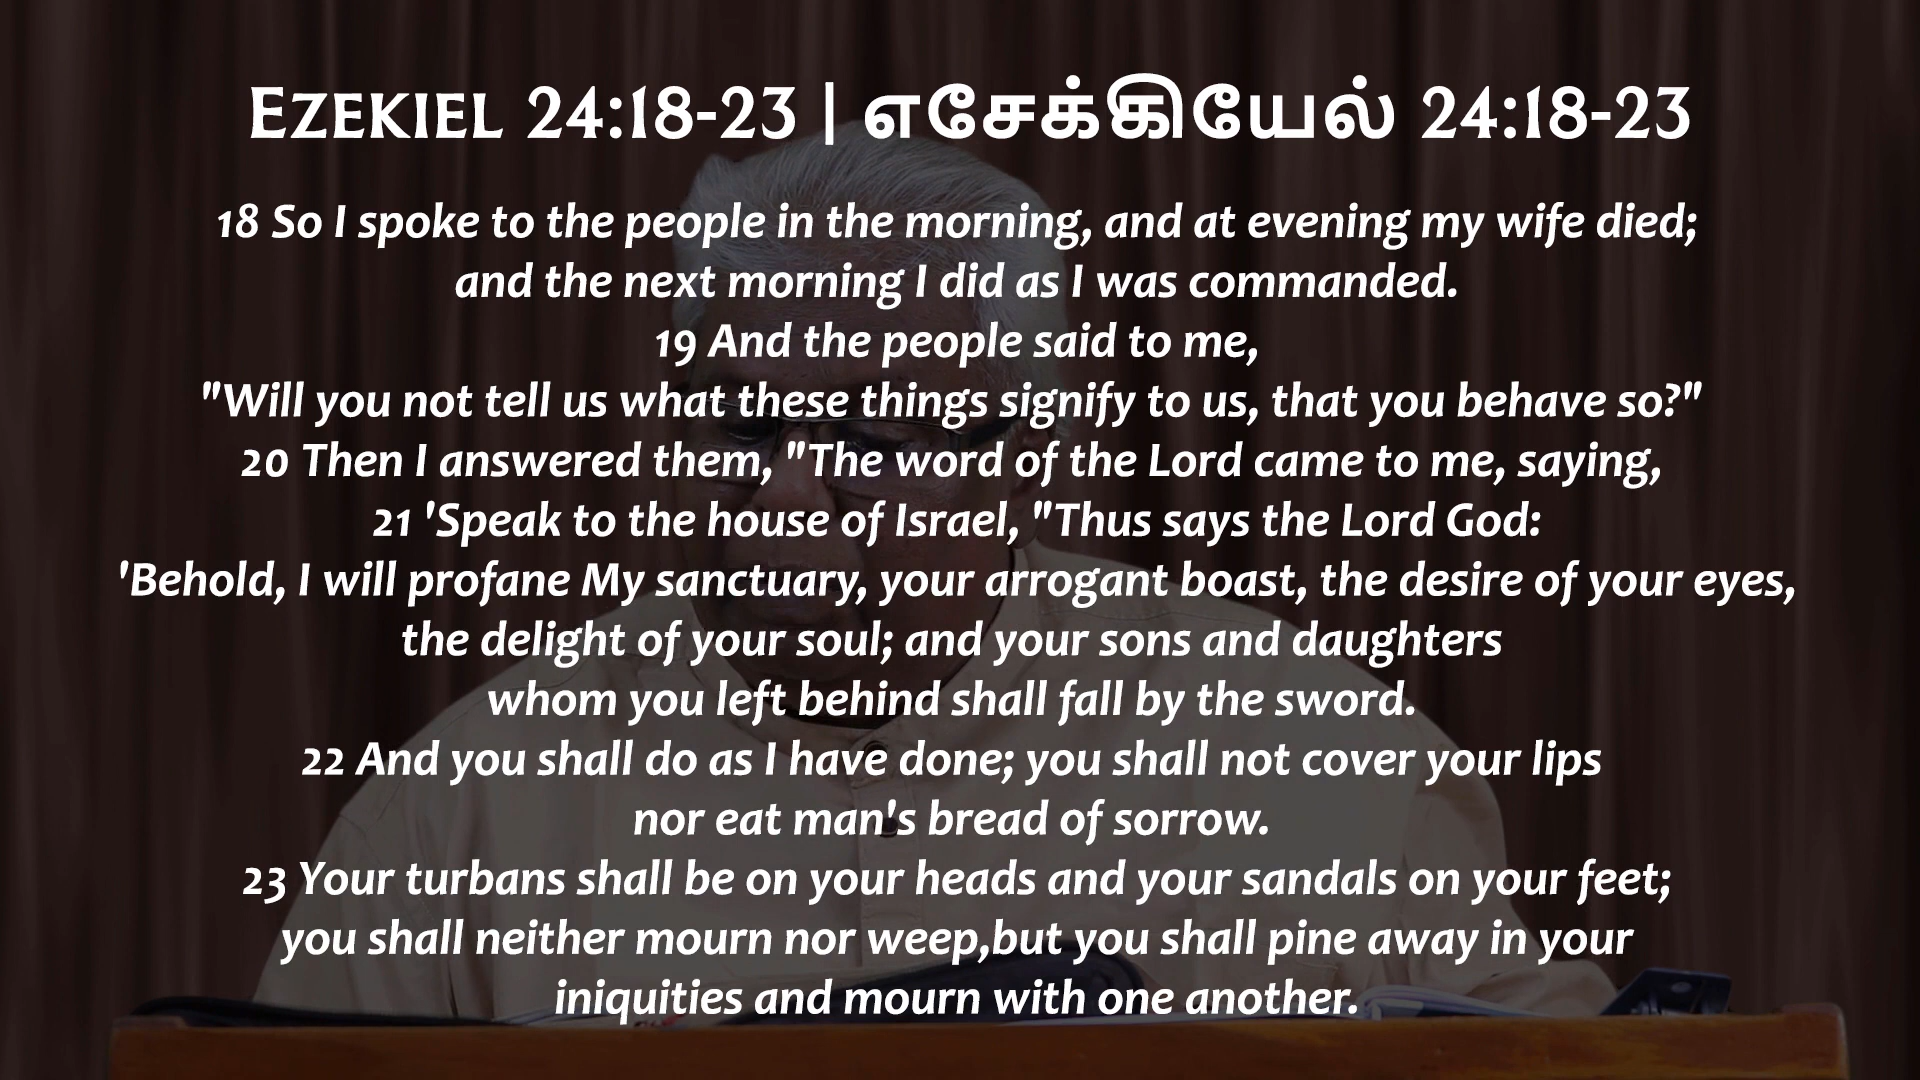 EZEKIEL 24:18-23 | எசேக்கியேல் 24:18-23
18 So I spoke to the people in the morning, and at evening my wife died;
and the next morning I did as I was commanded.
19 And the people said to me,
"Will you not tell us what these things signify to us, that you behave so?"
20 Then I answered them, "The word of the Lord came to me, saying,
21 'Speak to the house of Israel, "Thus says the Lord God:
'Behold, I will profane My sanctuary, your arrogant boast, the desire of your eyes,
the delight of your soul; and your sons and daughters
whom you left behind shall fall by the sword.
22 And you shall do as I have done; you shall not cover your lips
nor eat man's bread of sorrow.
23 Your turbans shall be on your heads and your sandals on your feet;
you shall neither mourn nor weep,but you shall pine away in your
iniquities and mourn with one another.